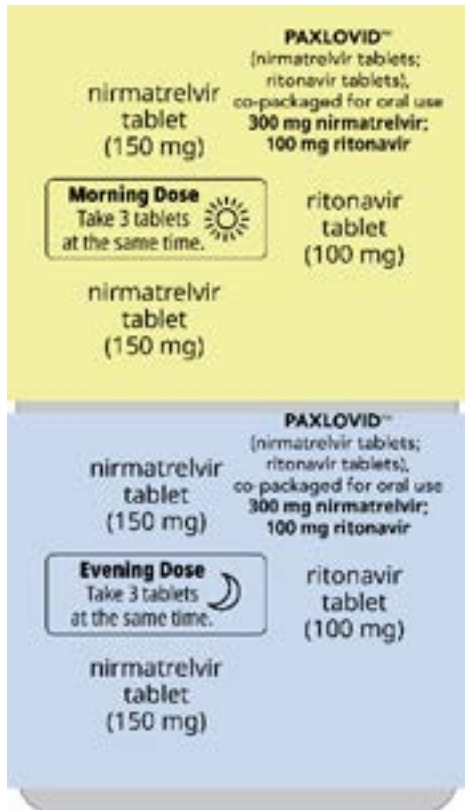 PAXLOVID™
(nirmatrelvir tablets;
ritonavir tablets),
co-packaged for oral use
300 mg nirmatrelvir;
100 mg ritonavir
nirmatrelvir
tablet
(150 mg)
Morning Dose
Take 3 tablets
at the same time.
ritonavir
tablet
(100 mg)
nirmatrelvir
tablet
(150 mg)
PAXLOVID™
(nirmatrelvir tablets;
ritonavir tablets),
co-packaged for oral use
300 mg nirmatrelvir;
100 mg ritonavir
nirmatrelvir
tablet
(150 mg)
Evening Dose
Take 3 tablets
at the same time.
ritonavir
tablet
(100 mg)
nirmatrelvir
tablet
(150 mg)